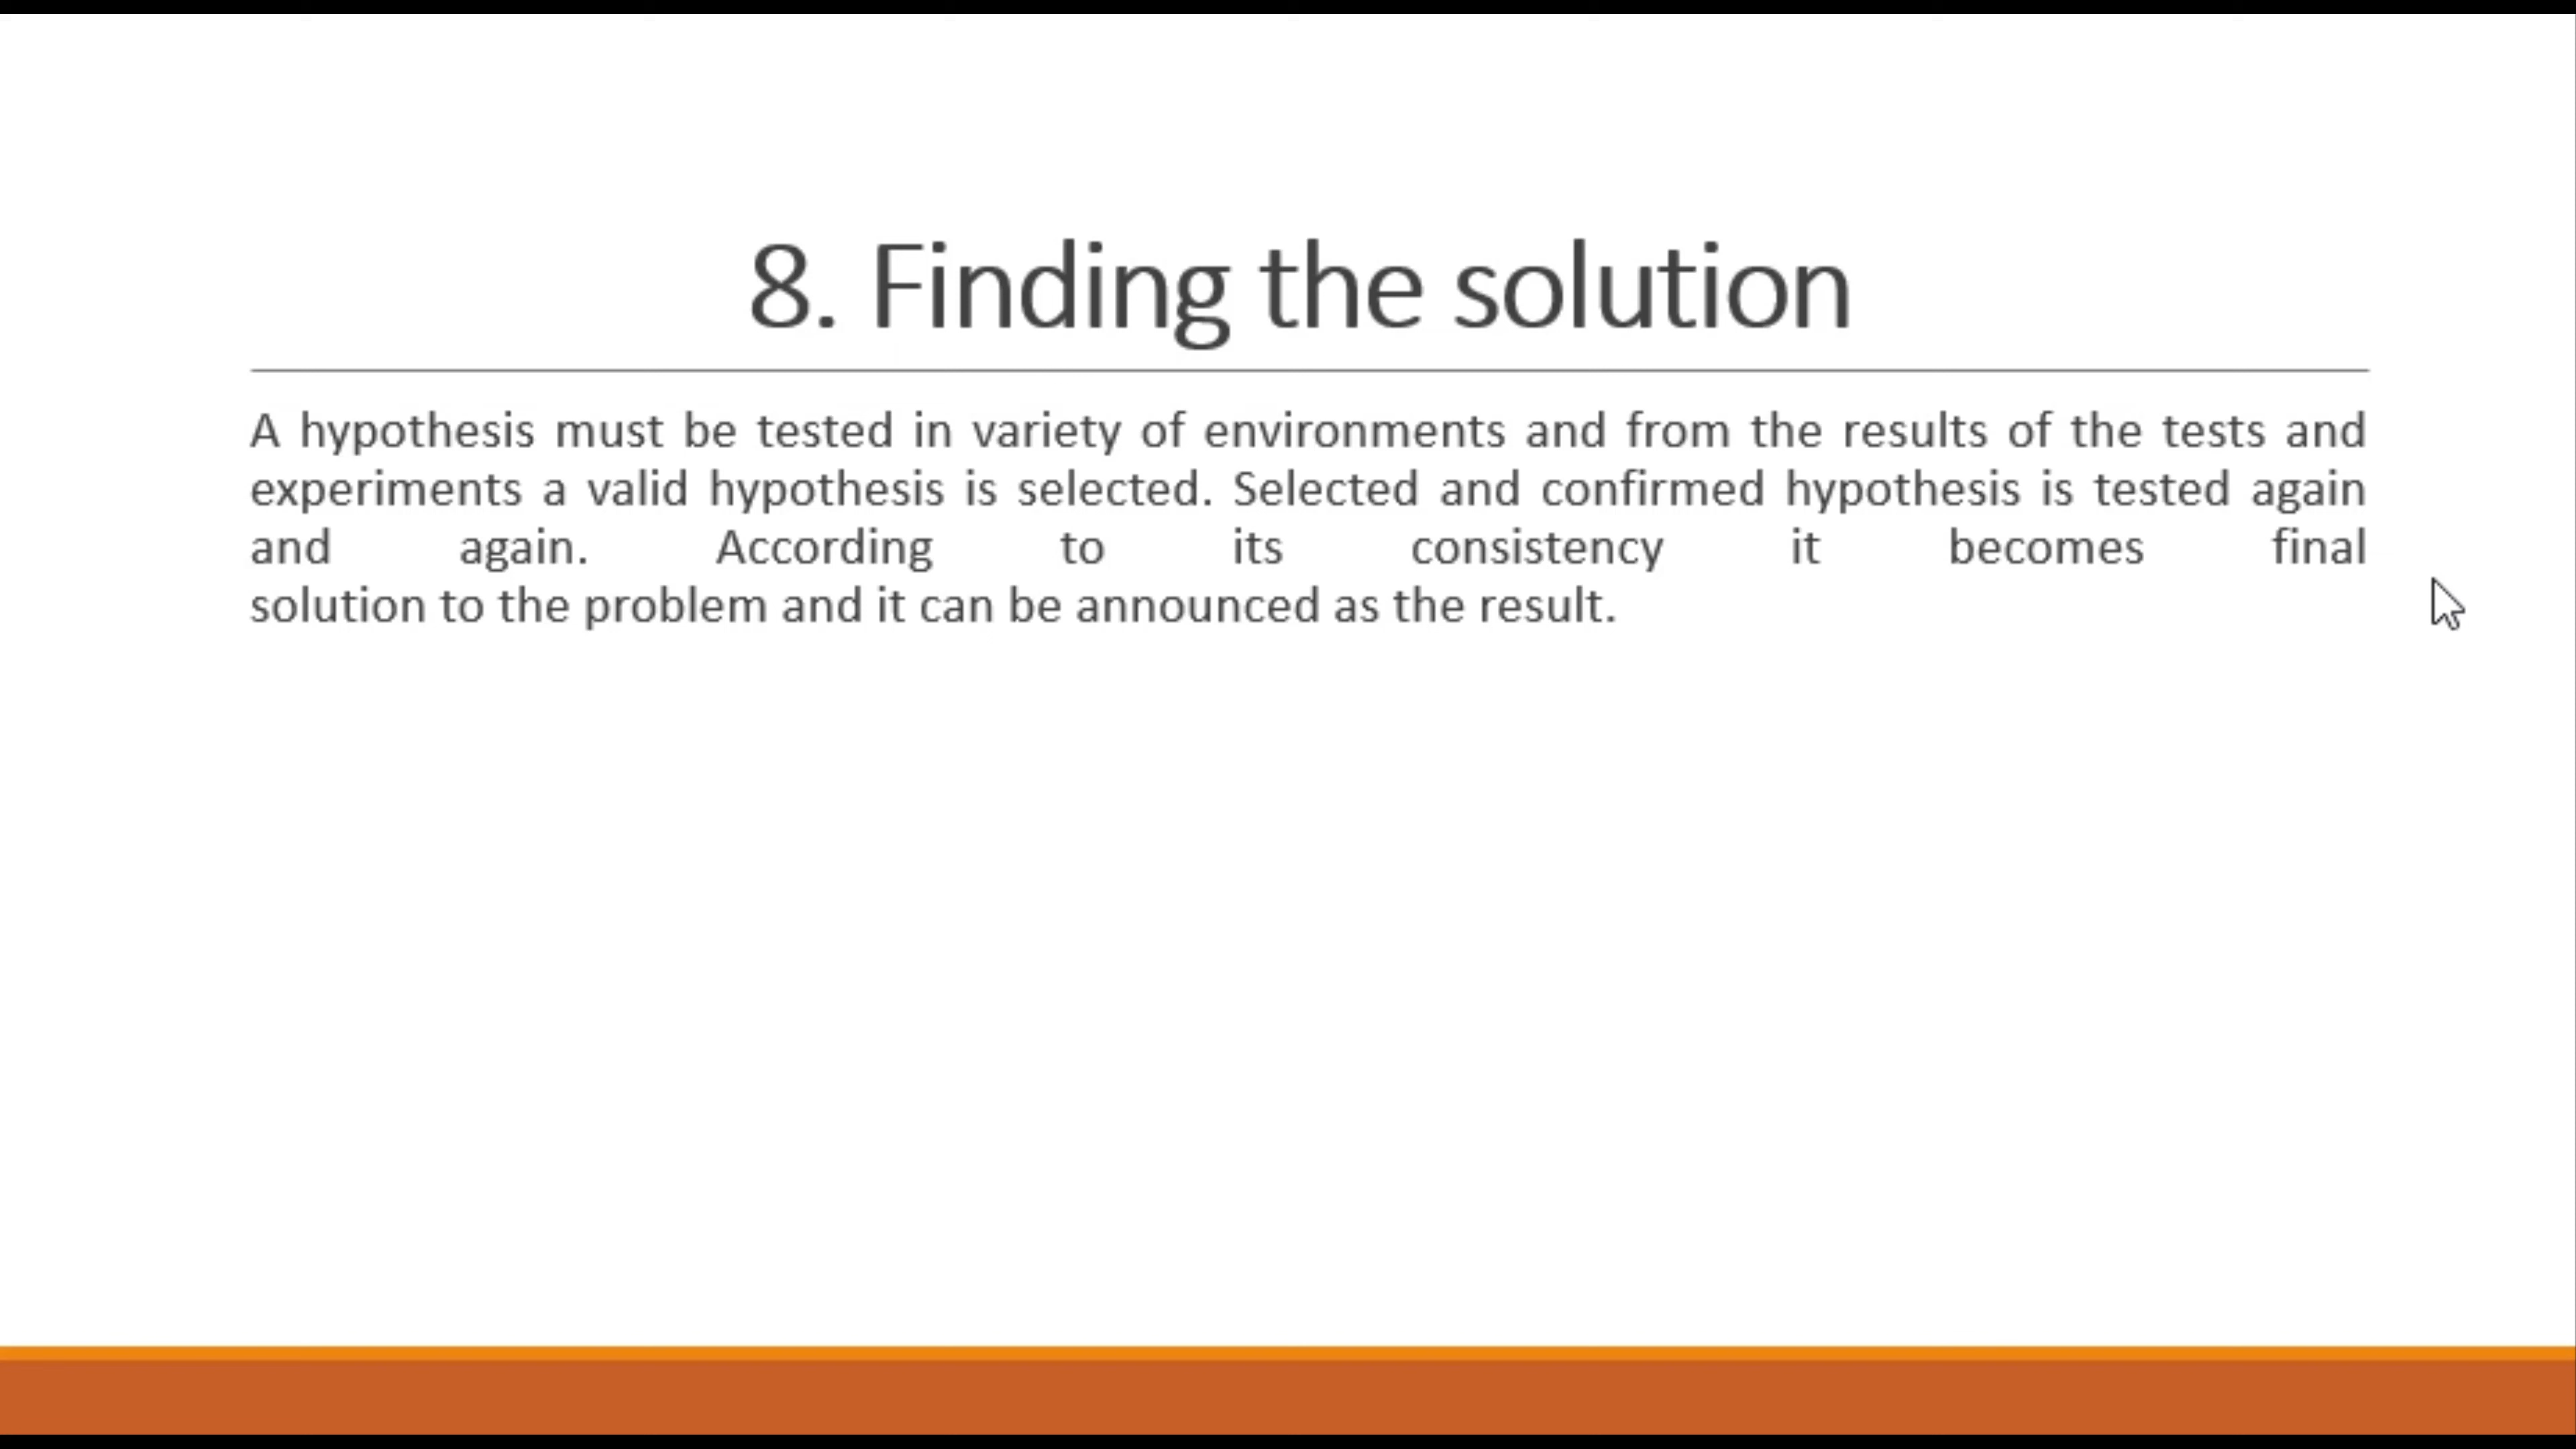 8. Finding the solution
A hypothesis must be tested in variety of environments and from the results of the tests and
experiments a valid hypothesis is selected. Selected and confirmed hypothesis is tested again
and again. According to its consistency it becomes final
solution to the problem and it can be announced as the result.